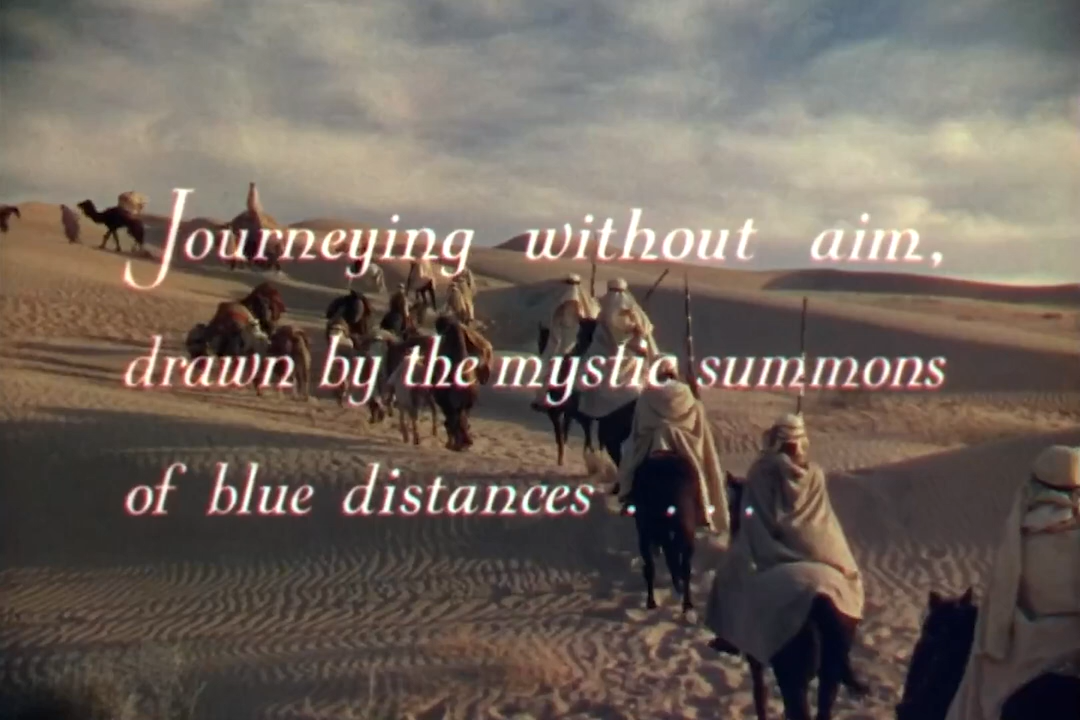 Journeying without aim,
drawn by the mystic summons
of blue distances . . . .